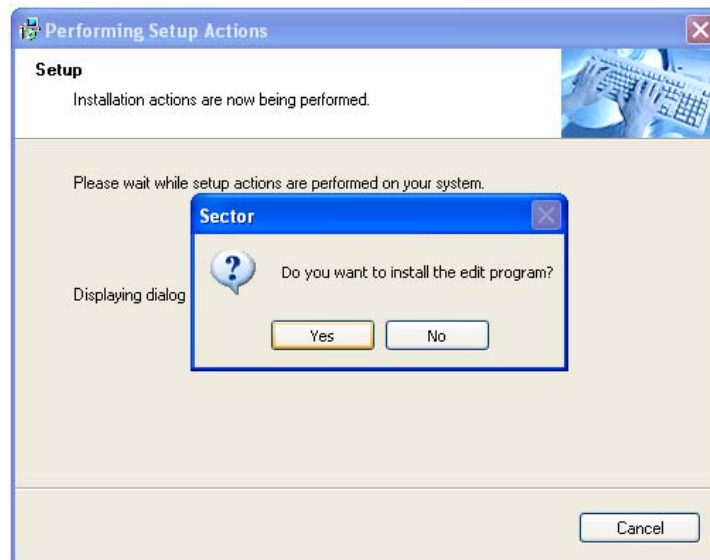 Performing Setup Actions
Setup
Installation actions are now being performed.
Please wait while setup actions are performed on your system.
Sector
Do you want to install the edit program?
Displaying dialog
Yes No
Cancel